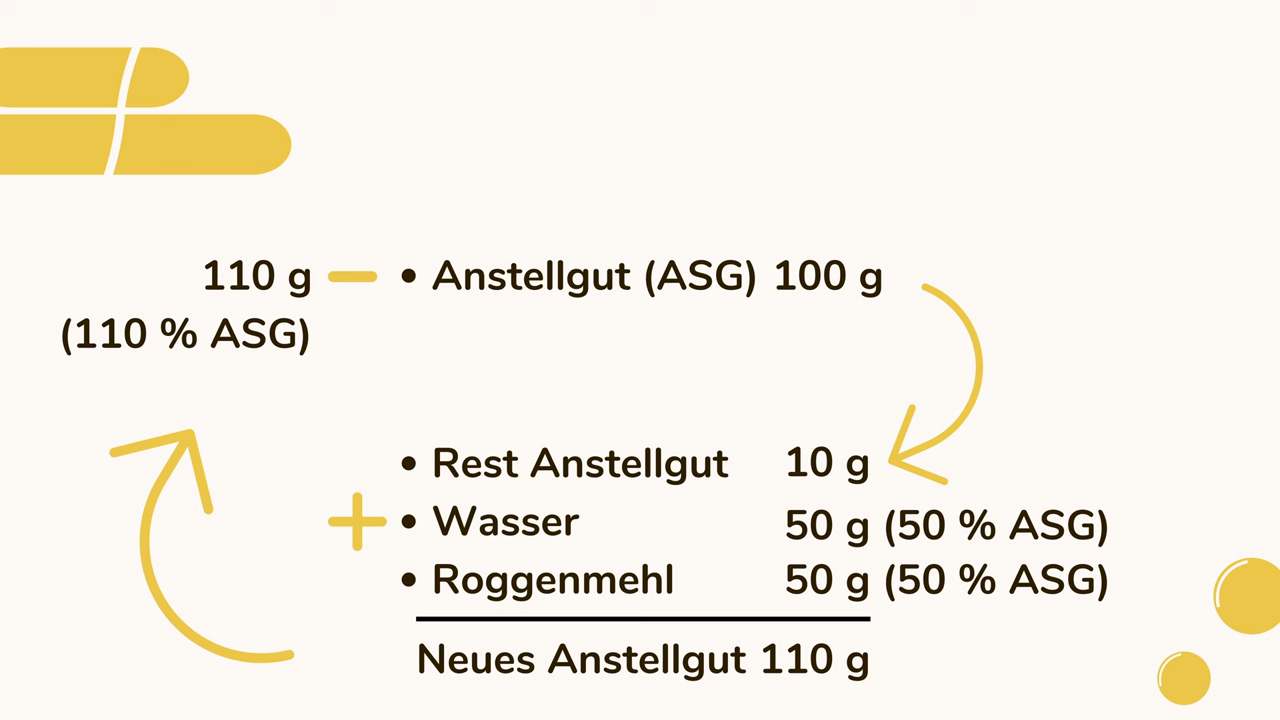 110 g − • Anstellgut (ASG) 100 g
(110 % ASG)
• Rest Anstellgut 10 g
+ • Wasser 50 g (50 % ASG)
• Roggenmehl 50 g (50 % ASG)
Neues Anstellgut 110 g